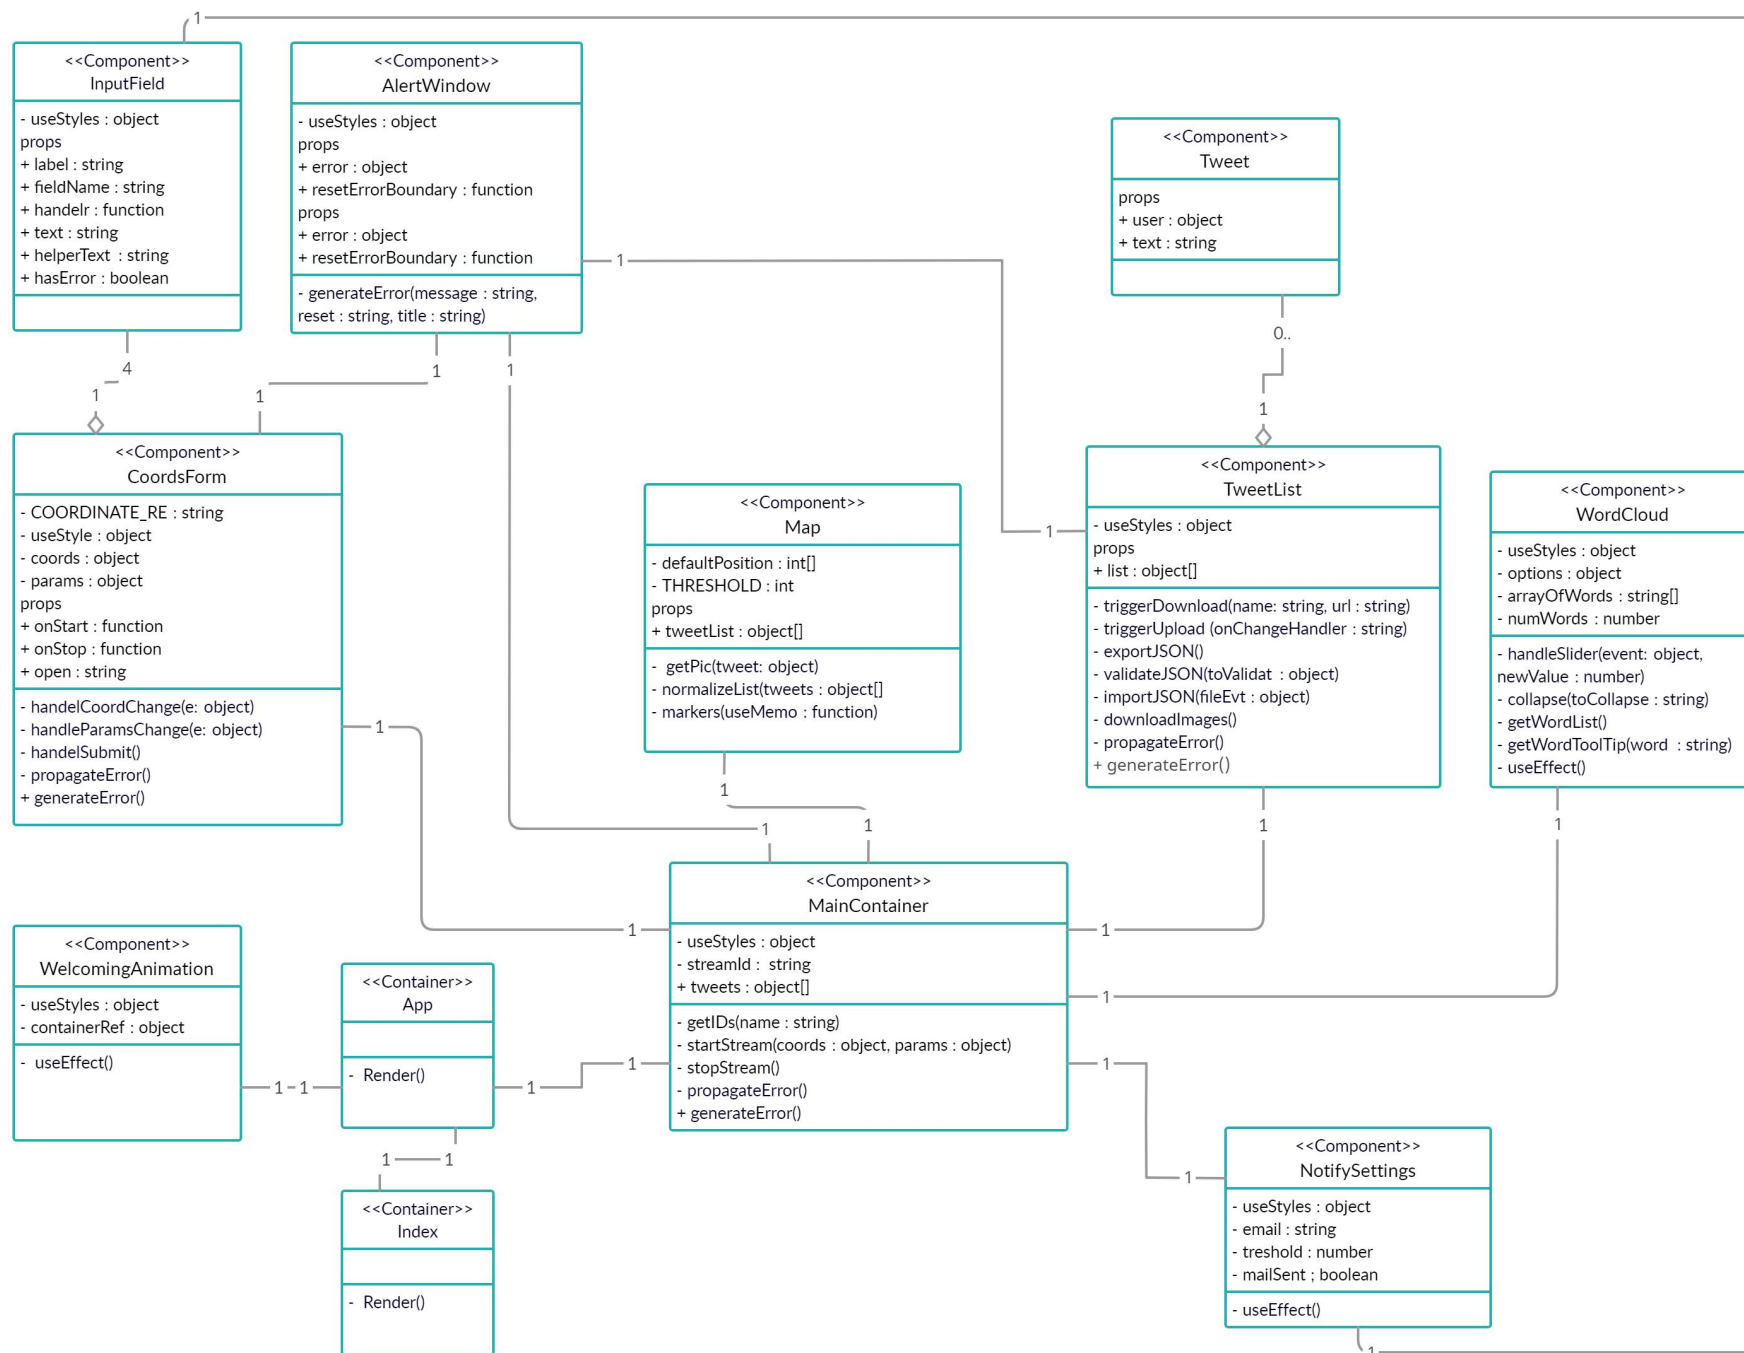 1
<<Component>>
InputField
- useStyles : object
props
+ label : string
+ fieldName : string
+ handelr : function
+ text : string
+ helperText : string
+ hasError : boolean
4
1
<<Component>>
AlertWindow
- useStyles : object
props
+ error : object
+ resetErrorBoundary : function
props
+ error : object
+ resetErrorBoundary : function
- generateError(message : string,
reset : string, title : string)
1
1
1
1
1
1
<<Component>>
Tweet
props
+ user : object
+ text : string
0..
1
<<Component>>
CoordsForm
- COORDINATE_RE : string
- useStyle : object
- coords : object
- params : object
props
+ onStart : function
+ onStop : function
+ open : string
- handelCoordChange(e: object)
- handleParamsChange(e: object)
- handelSubmit()
- propagateError()
+ generateError()
1
1
<<Component>>
Map
- defaultPosition : int[]
- THRESHOLD : int
props
+ tweetList : object[]
- getPic(tweet: object)
- normalizeList(tweets : object[]
- markers(useMemo : function)
1
1
<<Component>>
TweetList
- useStyles : object
props
+ list : object[]
- triggerDownload(name: string, url : string)
- triggerUpload (onChangeHandler : string)
- exportJSON()
- validateJSON(toValidat : object)
- importJSON(fileEvt : object)
- downloadImages()
- propagateError()
+ generateError()
1
1
<<Component>>
WordCloud
- useStyles : object
- options : object
- arrayOfWords : string[]
- numWords : number
- handleSlider(event: object,
newValue : number)
- collapse(toCollapse : string)
- getWordList()
- getWordToolTip(word : string)
- useEffect()
1
1
<<Component>>
MainContainer
- useStyles : object
- streamId : string
+ tweets : object[]
- getIDs(name : string)
- startStream(coords : object, params : object)
- stopStream()
- propagateError()
+ generateError()
1
1
<<Component>>
WelcomingAnimation
- useStyles : object
- containerRef : object
- useEffect()
1
1
<<Container>>
App
- Render()
1
1
<<Container>>
Index
- Render()
1
1
<<Component>>
NotifySettings
- useStyles : object
- email : string
- treshold : number
- mailSent ; boolean
- useEffect()
1